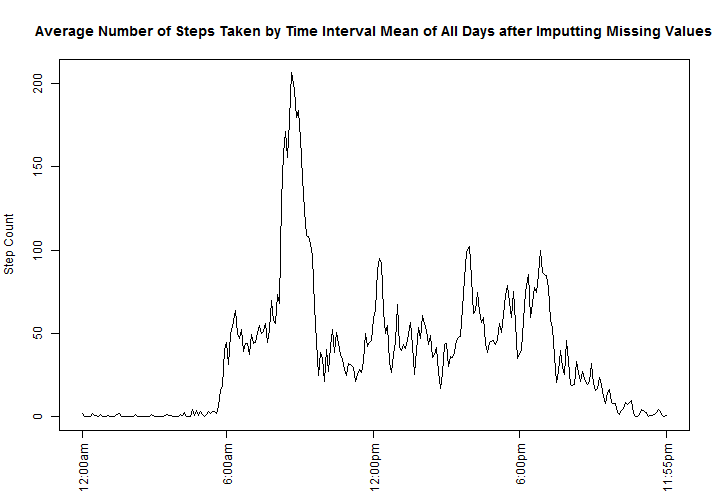 Average Number of Steps Taken by Time Interval Mean of All Days after Imputting Missing Values
Step Count
200
150
100
50
0
12:00am
6:00am
12:00pm
6:00pm
11:55pm